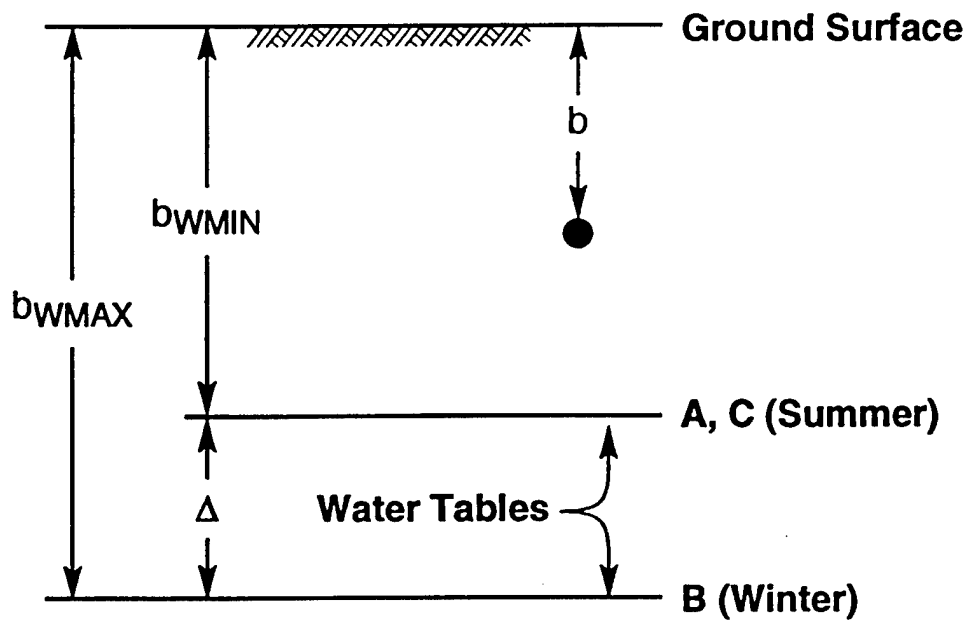 Ground Surface
b
bWMIN
bWMAX
A, C (Summer)
Δ
Water Tables
B (Winter)